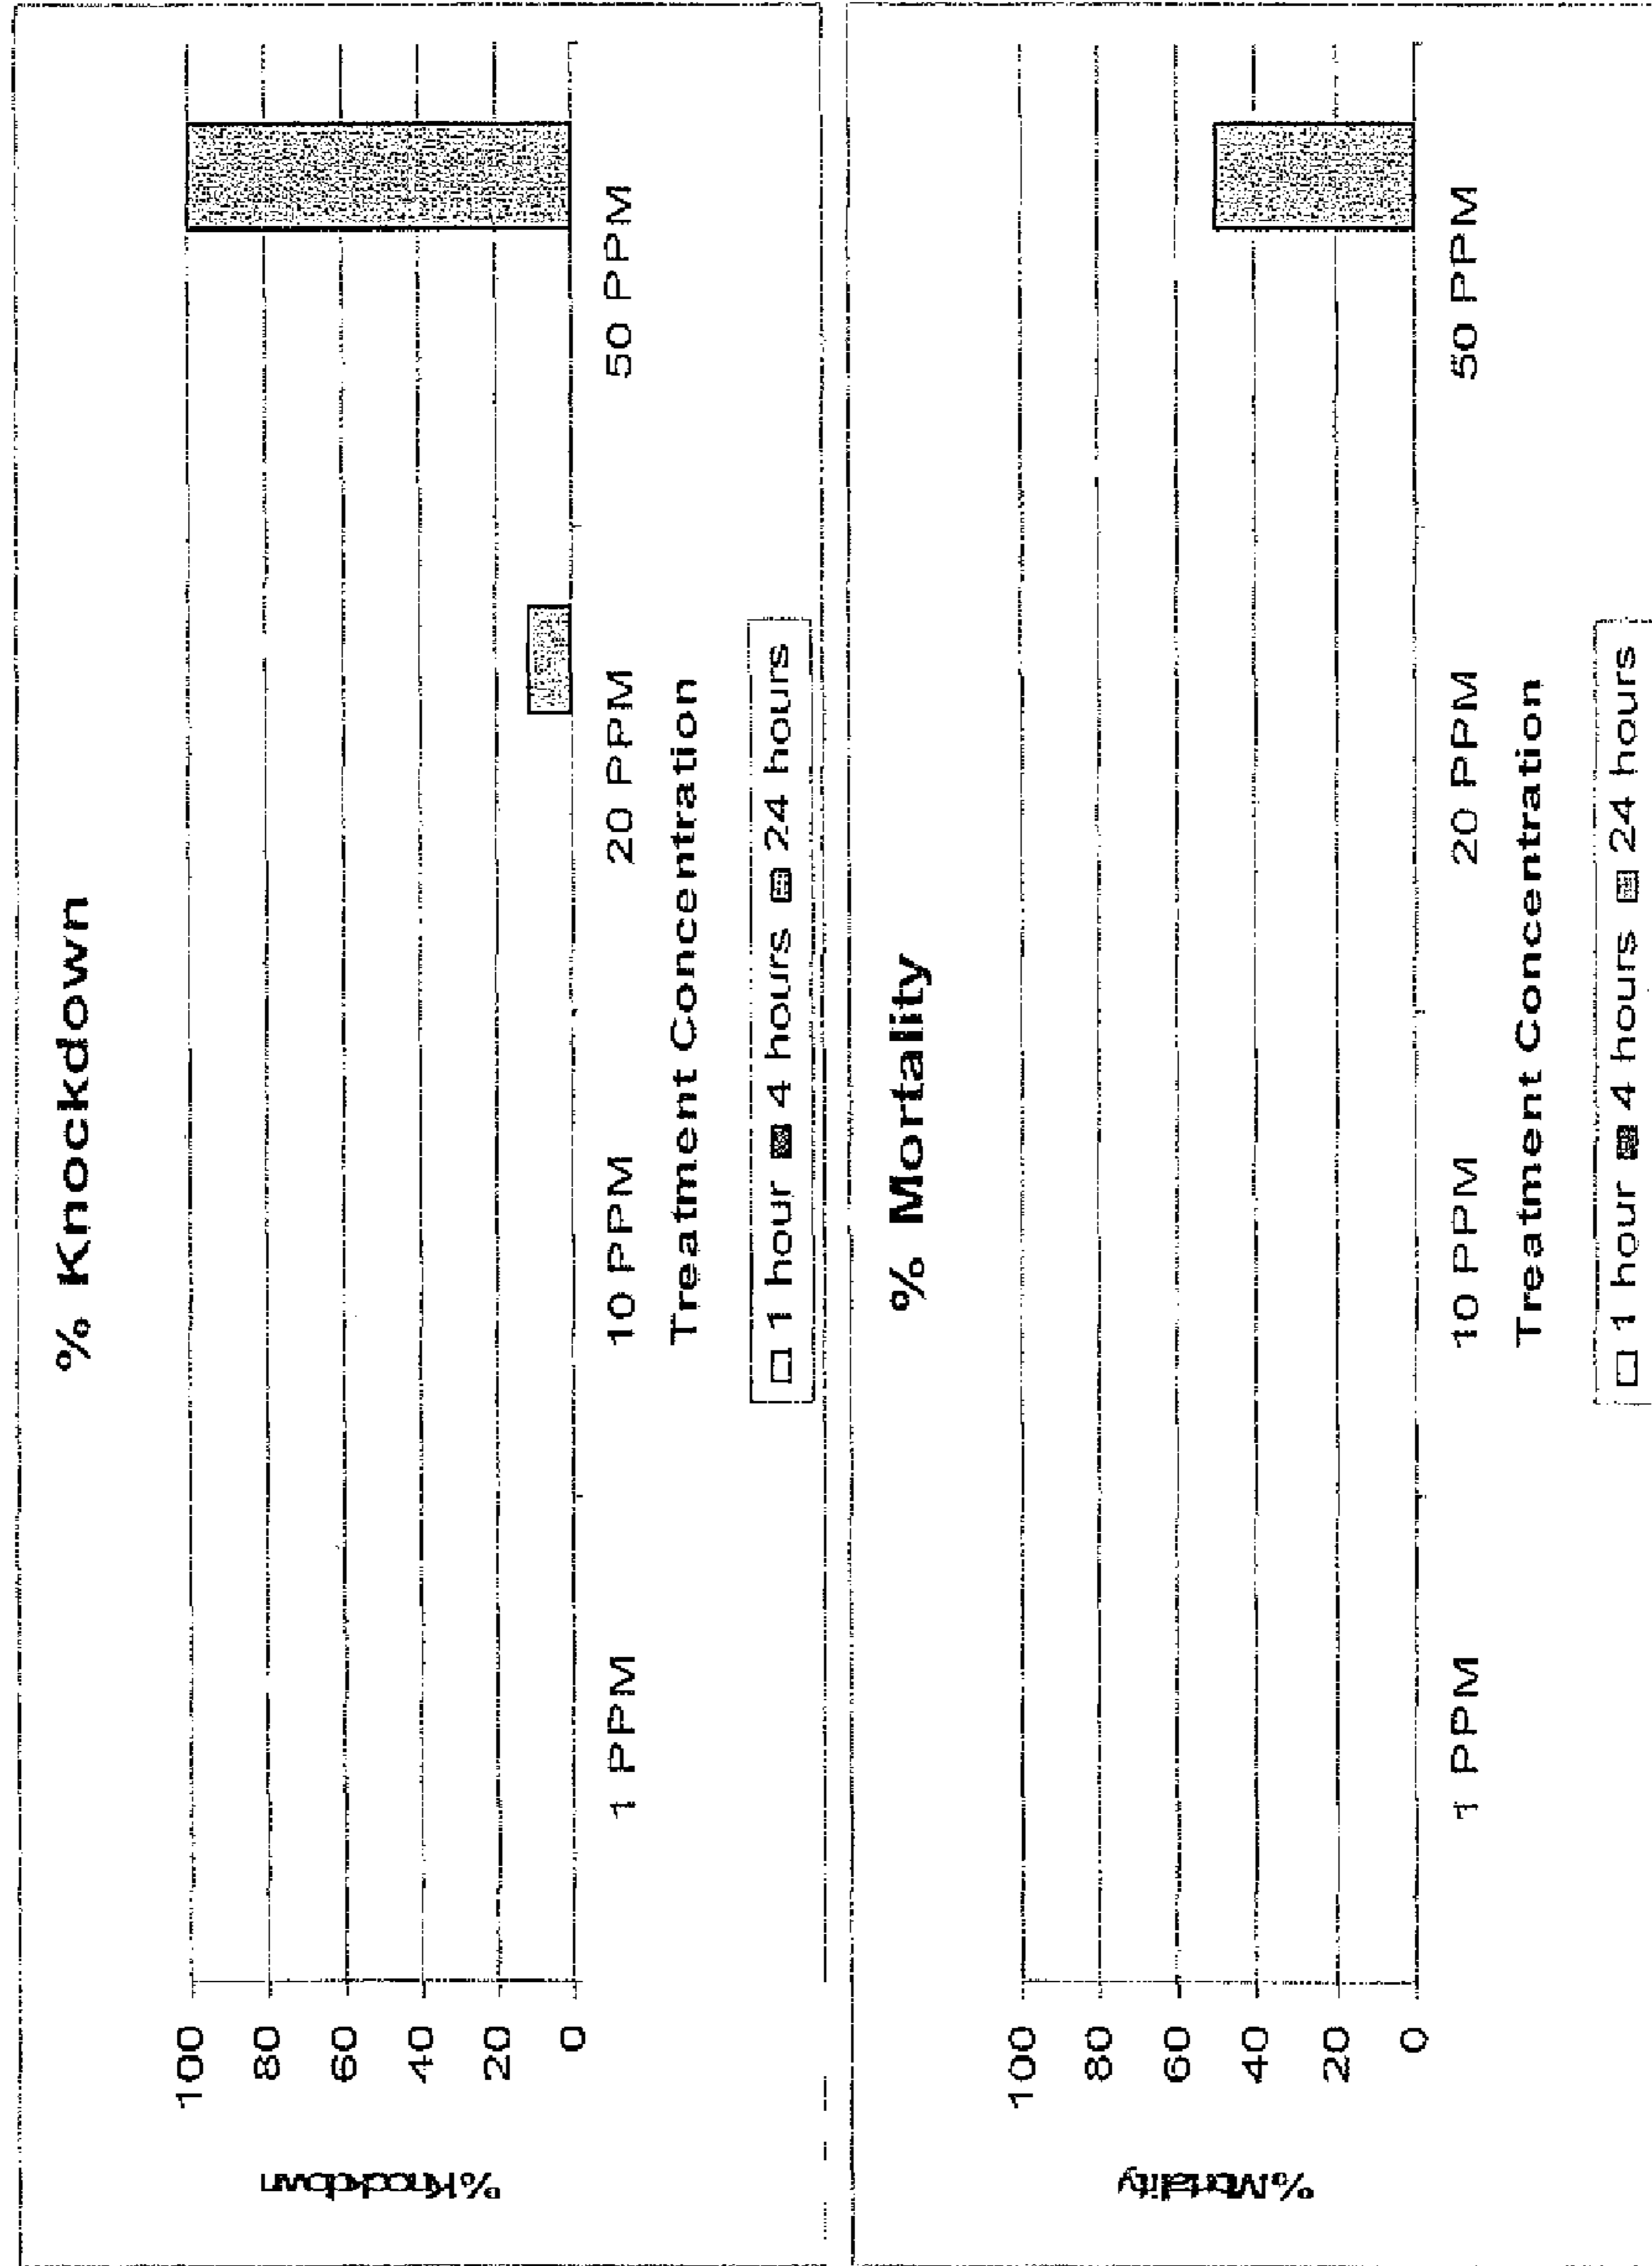 % Knockdown
%Knockdown
100
80
60
40
20
0
1 PPM 10 PPM 20 PPM 50 PPM
Treatment Concentration
1 hour 4 hours 24 hours
% Mortality
%Mortality
100
80
60
40
20
0
1 PPM 10 PPM 20 PPM 50 PPM
Treatment Concentration
1 hour 4 hours 24 hours